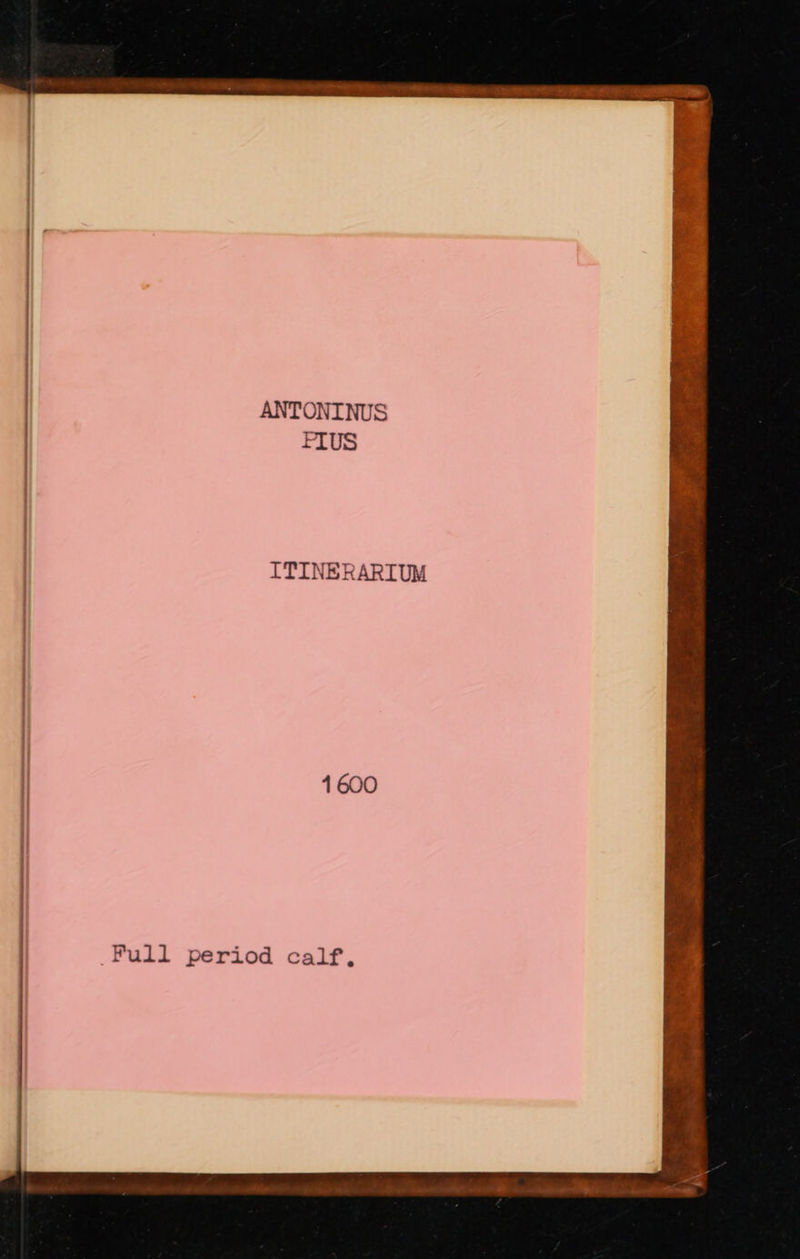 ANTONINUS
PIUS
ITINERARIUM
1600
Full period calf.